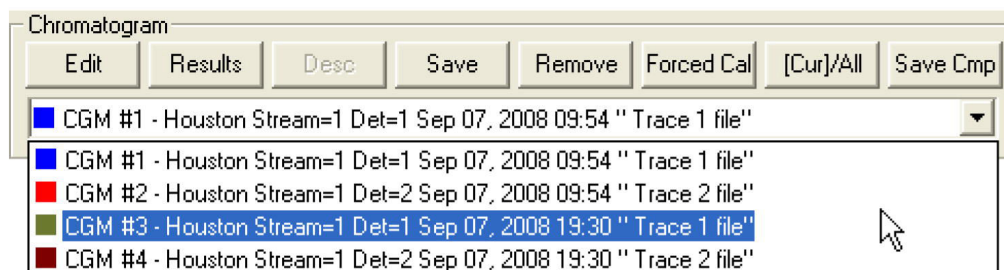 Chromatogram
Edit Results Desc Save Remove Forced Cal [Cur]/All Save Cmp
CGM #1 - Houston Stream=1 Det=1 Sep 07, 2008 09:54 " Trace 1 file"
CGM #1 - Houston Stream=1 Det=1 Sep 07, 2008 09:54 " Trace 1 file"
CGM #2 - Houston Stream=1 Det=2 Sep 07, 2008 09:54 " Trace 2 file"
CGM #3 - Houston Stream=1 Det=1 Sep 07, 2008 19:30 " Trace 1 file"
CGM #4 - Houston Stream=1 Det=2 Sep 07, 2008 19:30 " Trace 2 file"